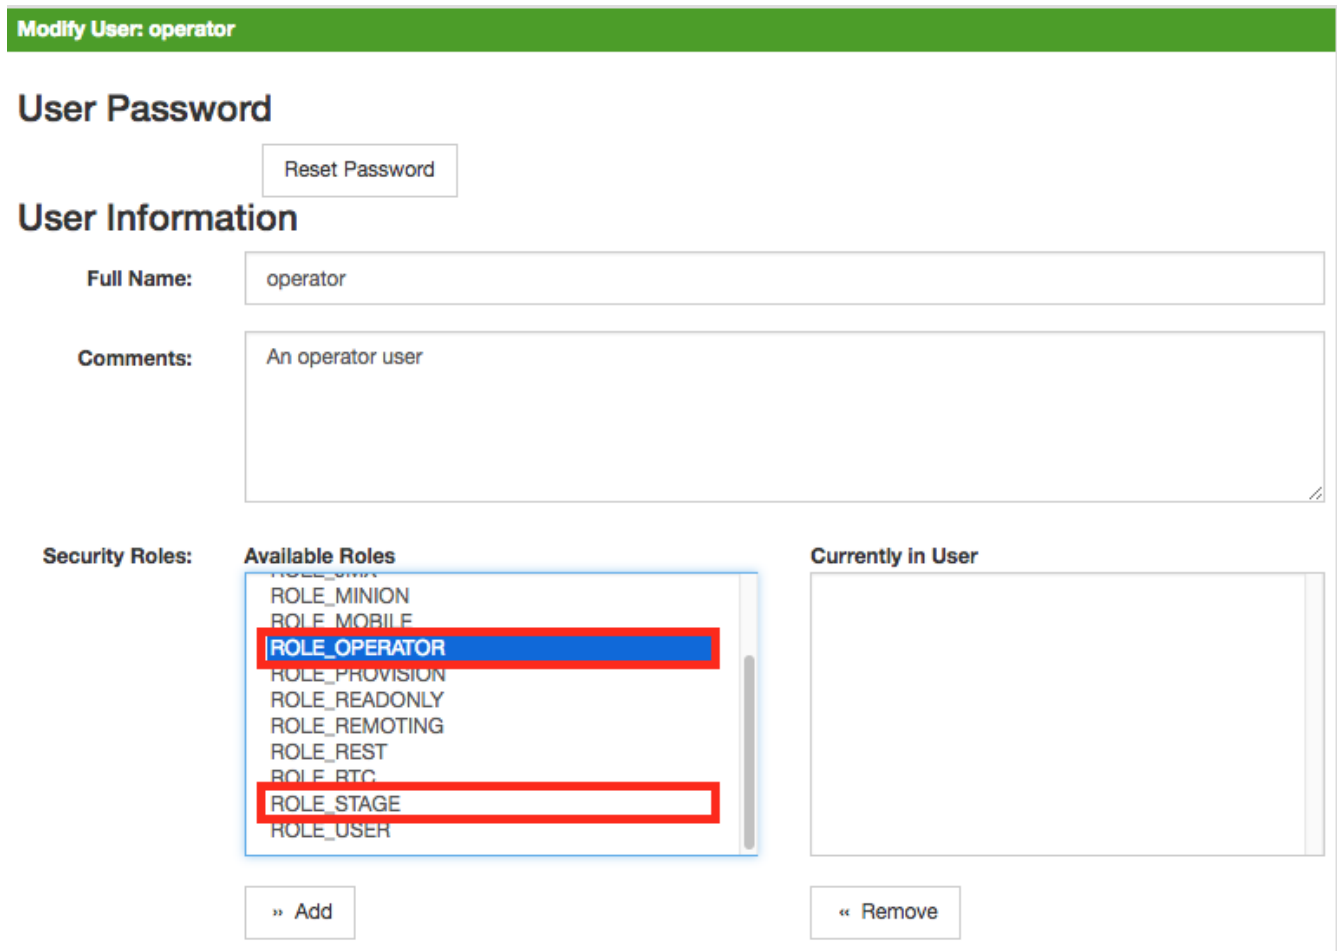 Modify User: operator
User Password
Reset Password
User Information
Full Name:
operator
Comments:
An operator user
Security Roles:
Available Roles
Currently in User
ROLE_MINION
ROLE_MOBILE
ROLE_OPERATOR
ROLE_PROVISION
ROLE_READONLY
ROLE_REMOTING
ROLE_REST
ROLE_RTC
ROLE_STAGE
ROLE_USER
» Add
« Remove